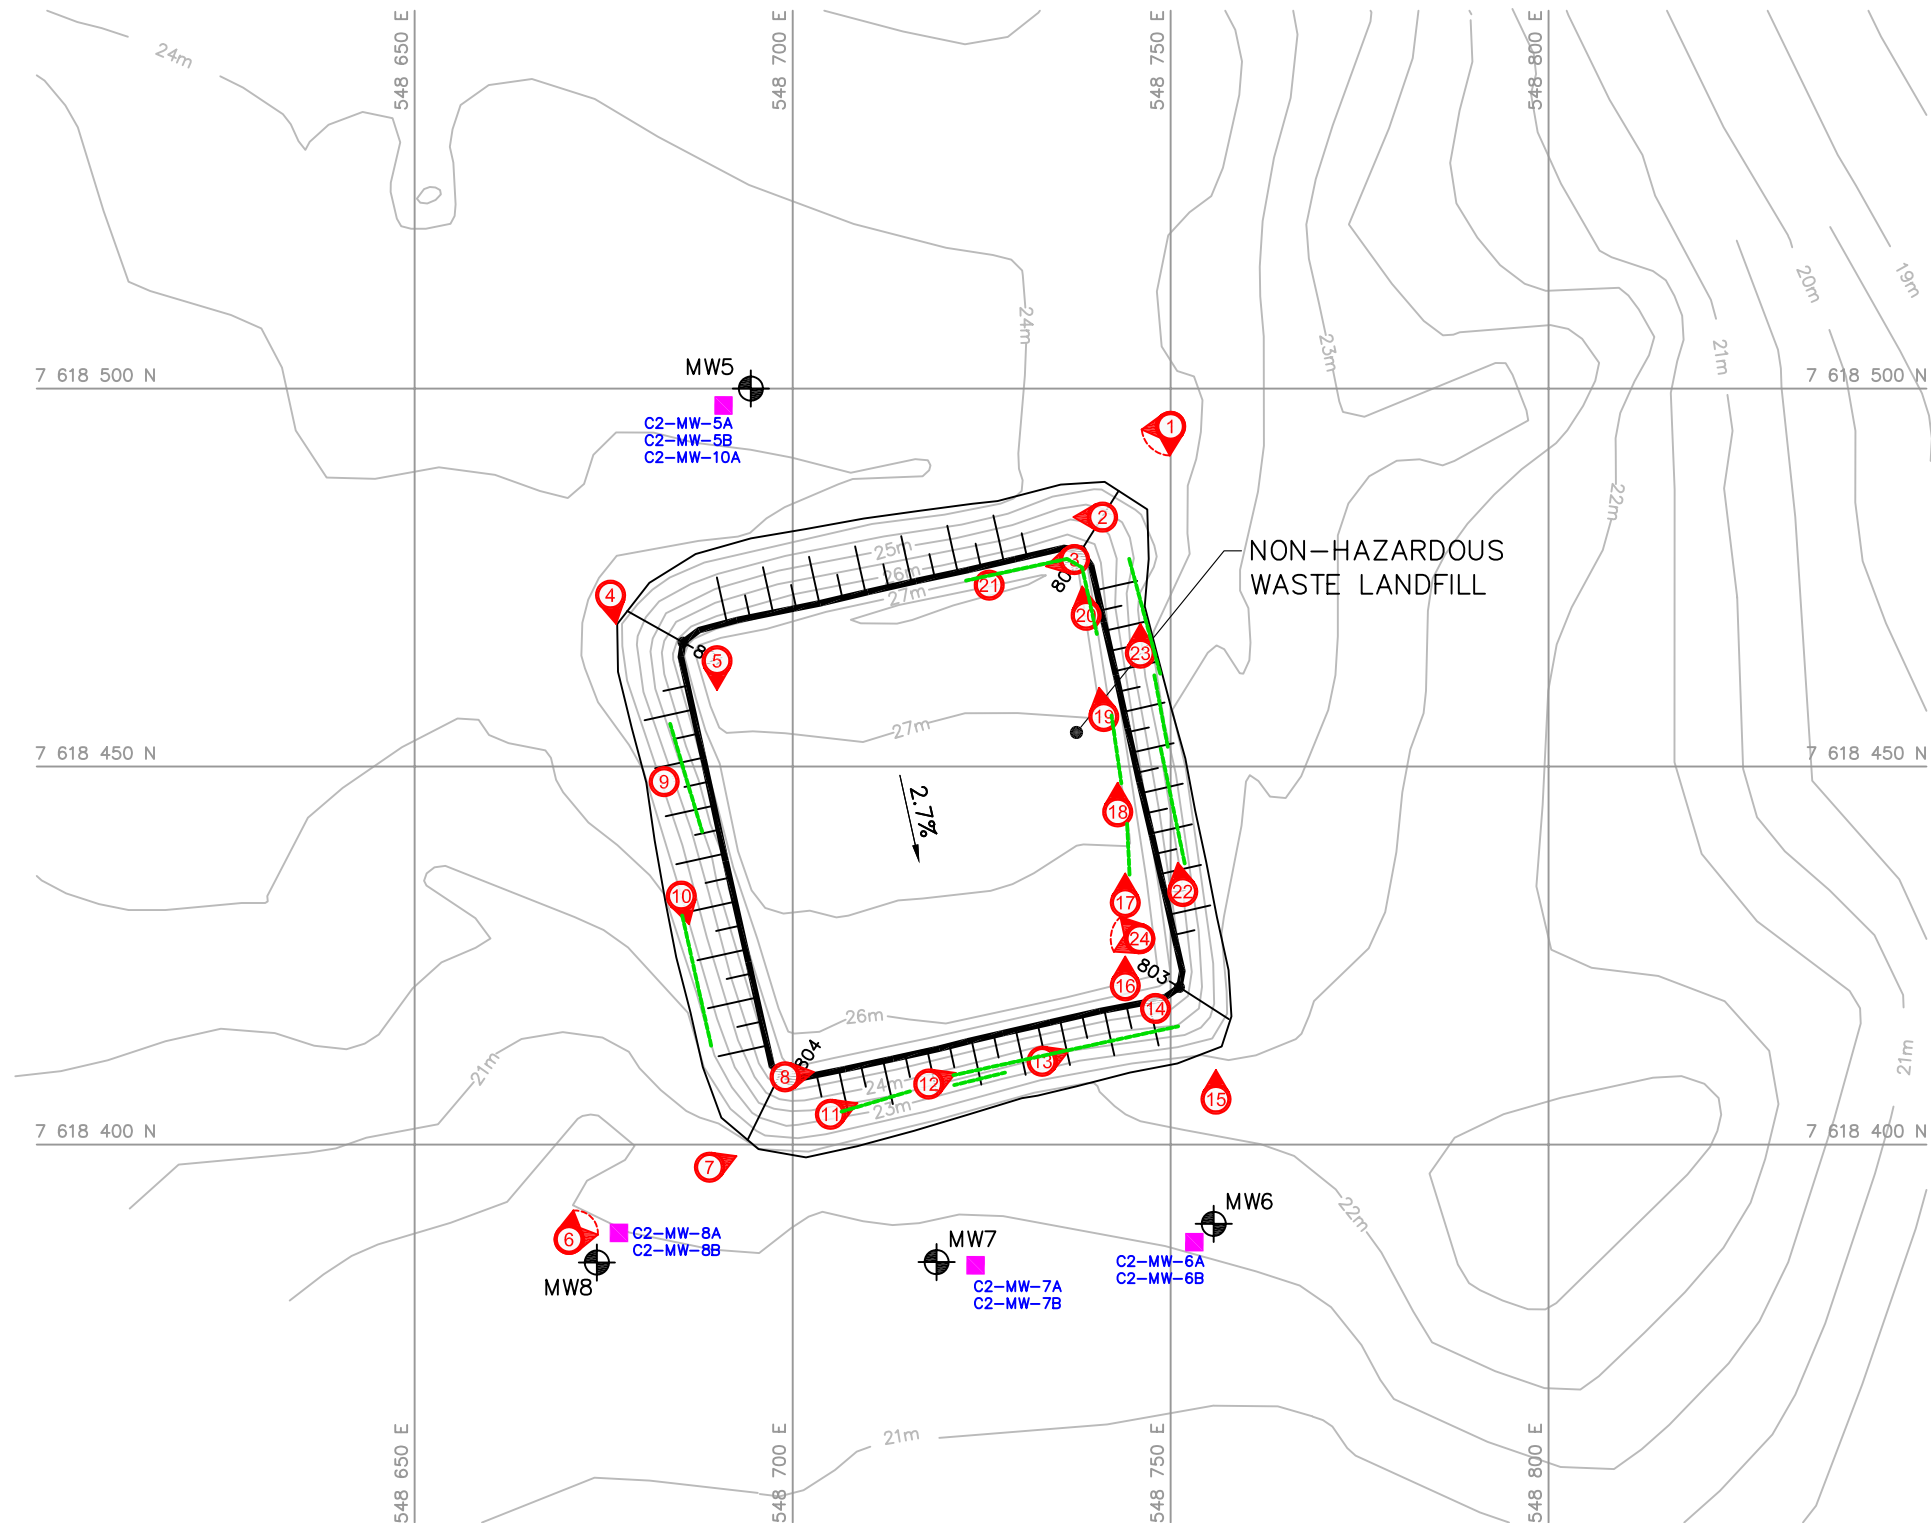 548 650 E
548 700 E
548 750 E
548 800 E
24m
20m
19m
24m
23m
21m
MW5
7 618 500 N
7 618 500 N
C2-MW-5A
C2-MW-5B
C2-MW-10A
1
22m
2
NON-HAZARDOUS
WASTE LANDFILL
25m
3
26m
80
21
27m
4
20
8
5
23
19
27m
7 618 450 N
7 618 450 N
9
2.7%
18
10
22
17
24
803
16
14
26m
804
21m
21m
8
13
12
24m
23m
11
15
7 618 400 N
7 618 400 N
7
MW6
22m
6
C2-MW-8A
C2-MW-8B
MW7
MW8
C2-MW-6A
C2-MW-6B
C2-MW-7A
C2-MW-7B
21m
548 650 E
548 700 E
548 750 E
548 800 E